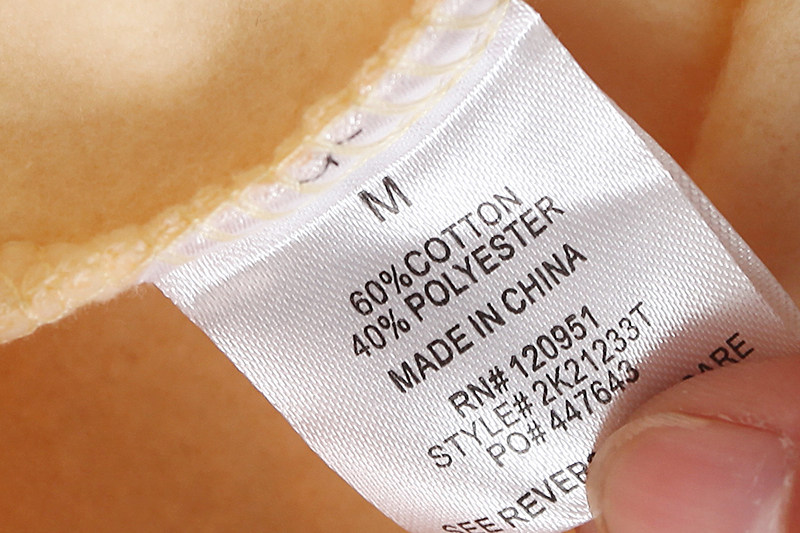 M
60%COTTON
40% POLYESTER
MADE IN CHINA
RN# 120951
STYLE# 2K21233T
PO# 447643
SEE